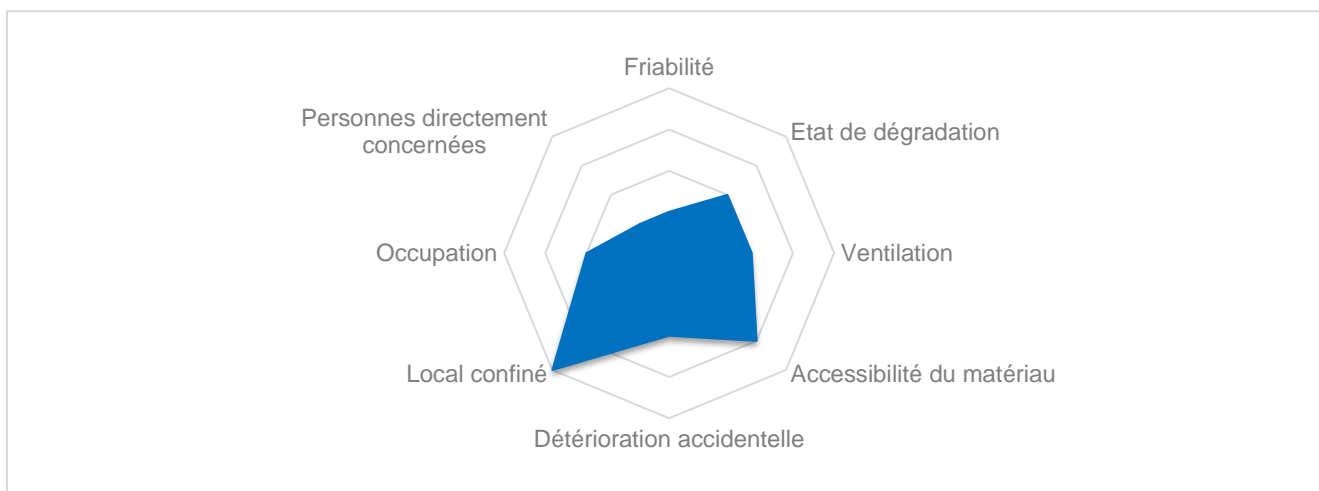 Friabilité
Personnes directement
concernées
Etat de dégradation
Occupation
Ventilation
Local confiné
Accessibilité du matériau
Détérioration accidentelle